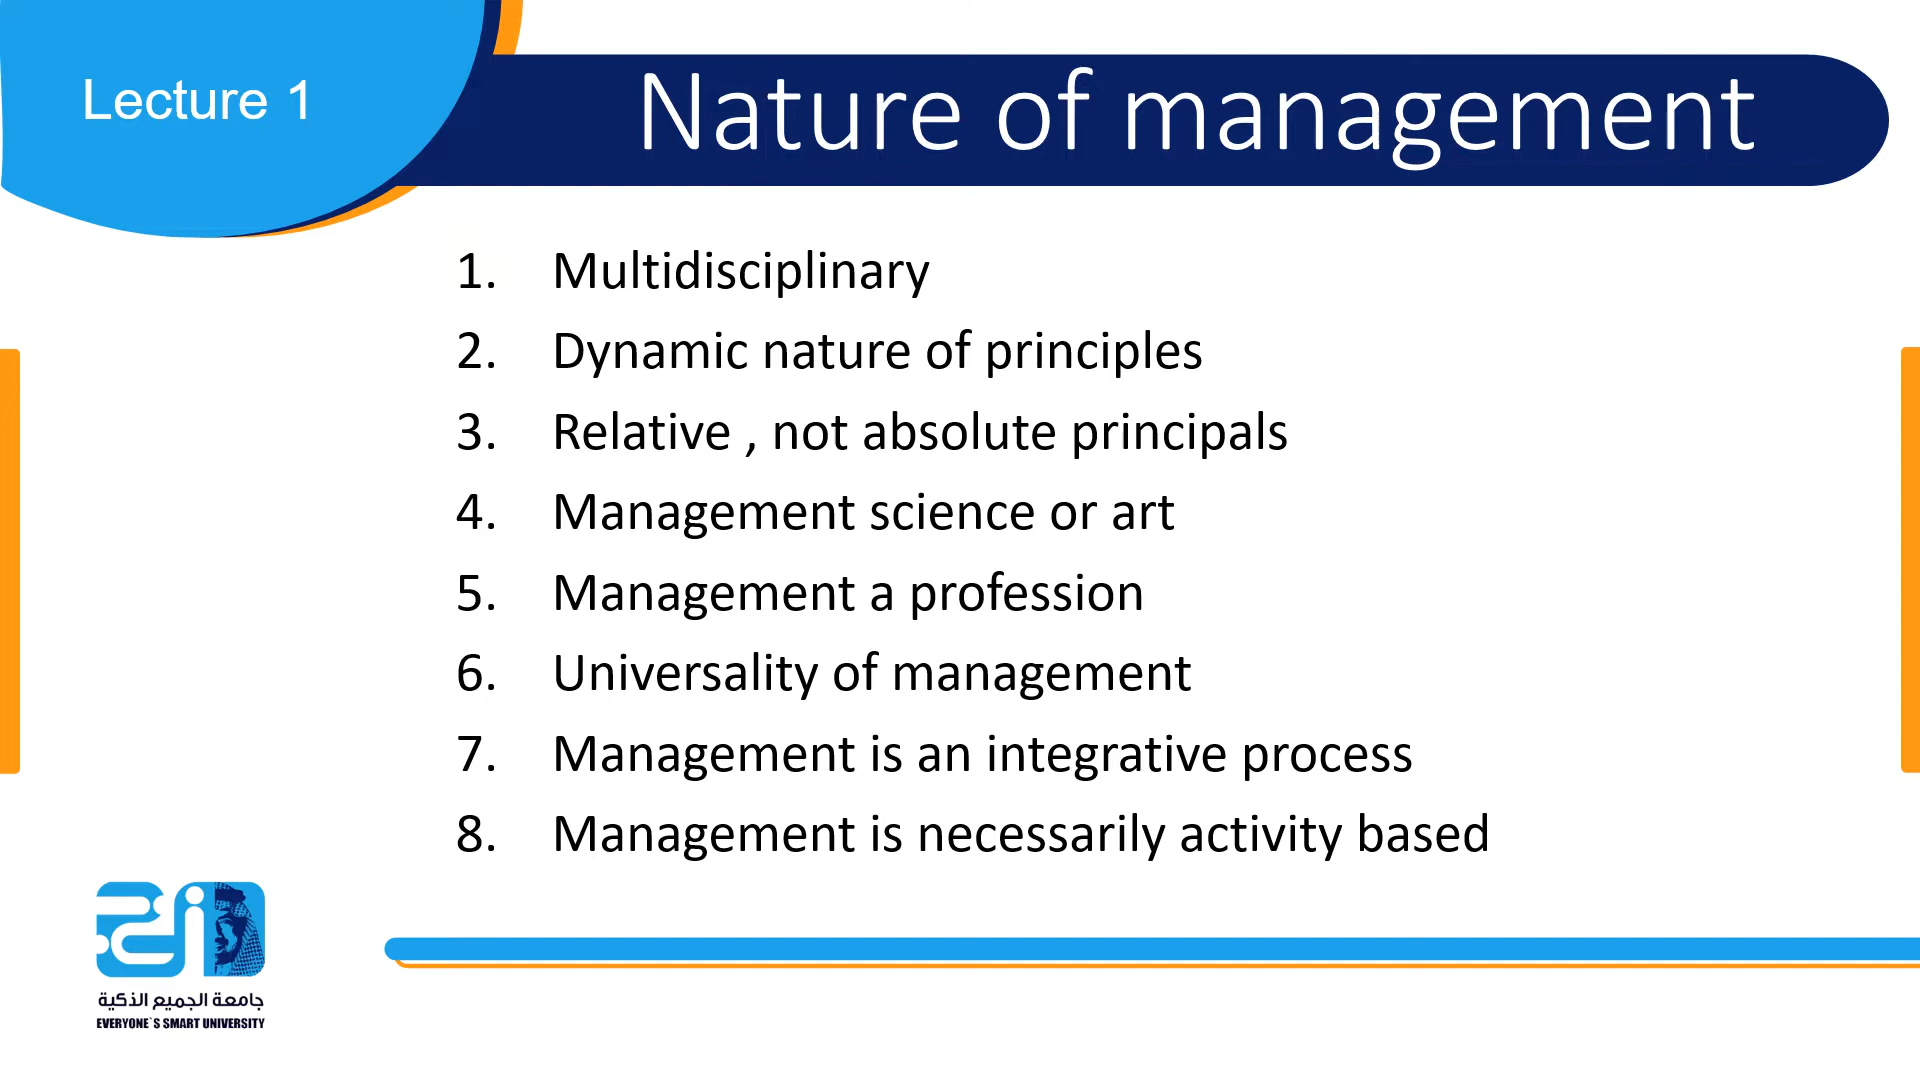 Lecture 1
Nature of management
1. Multidisciplinary
2. Dynamic nature of principles
3. Relative , not absolute principals
4. Management science or art
5. Management a profession
6. Universality of management
7. Management is an integrative process
8. Management is necessarily activity based
جامعة الجميع الذكية
EVERYONE`S SMART UNIVERSITY